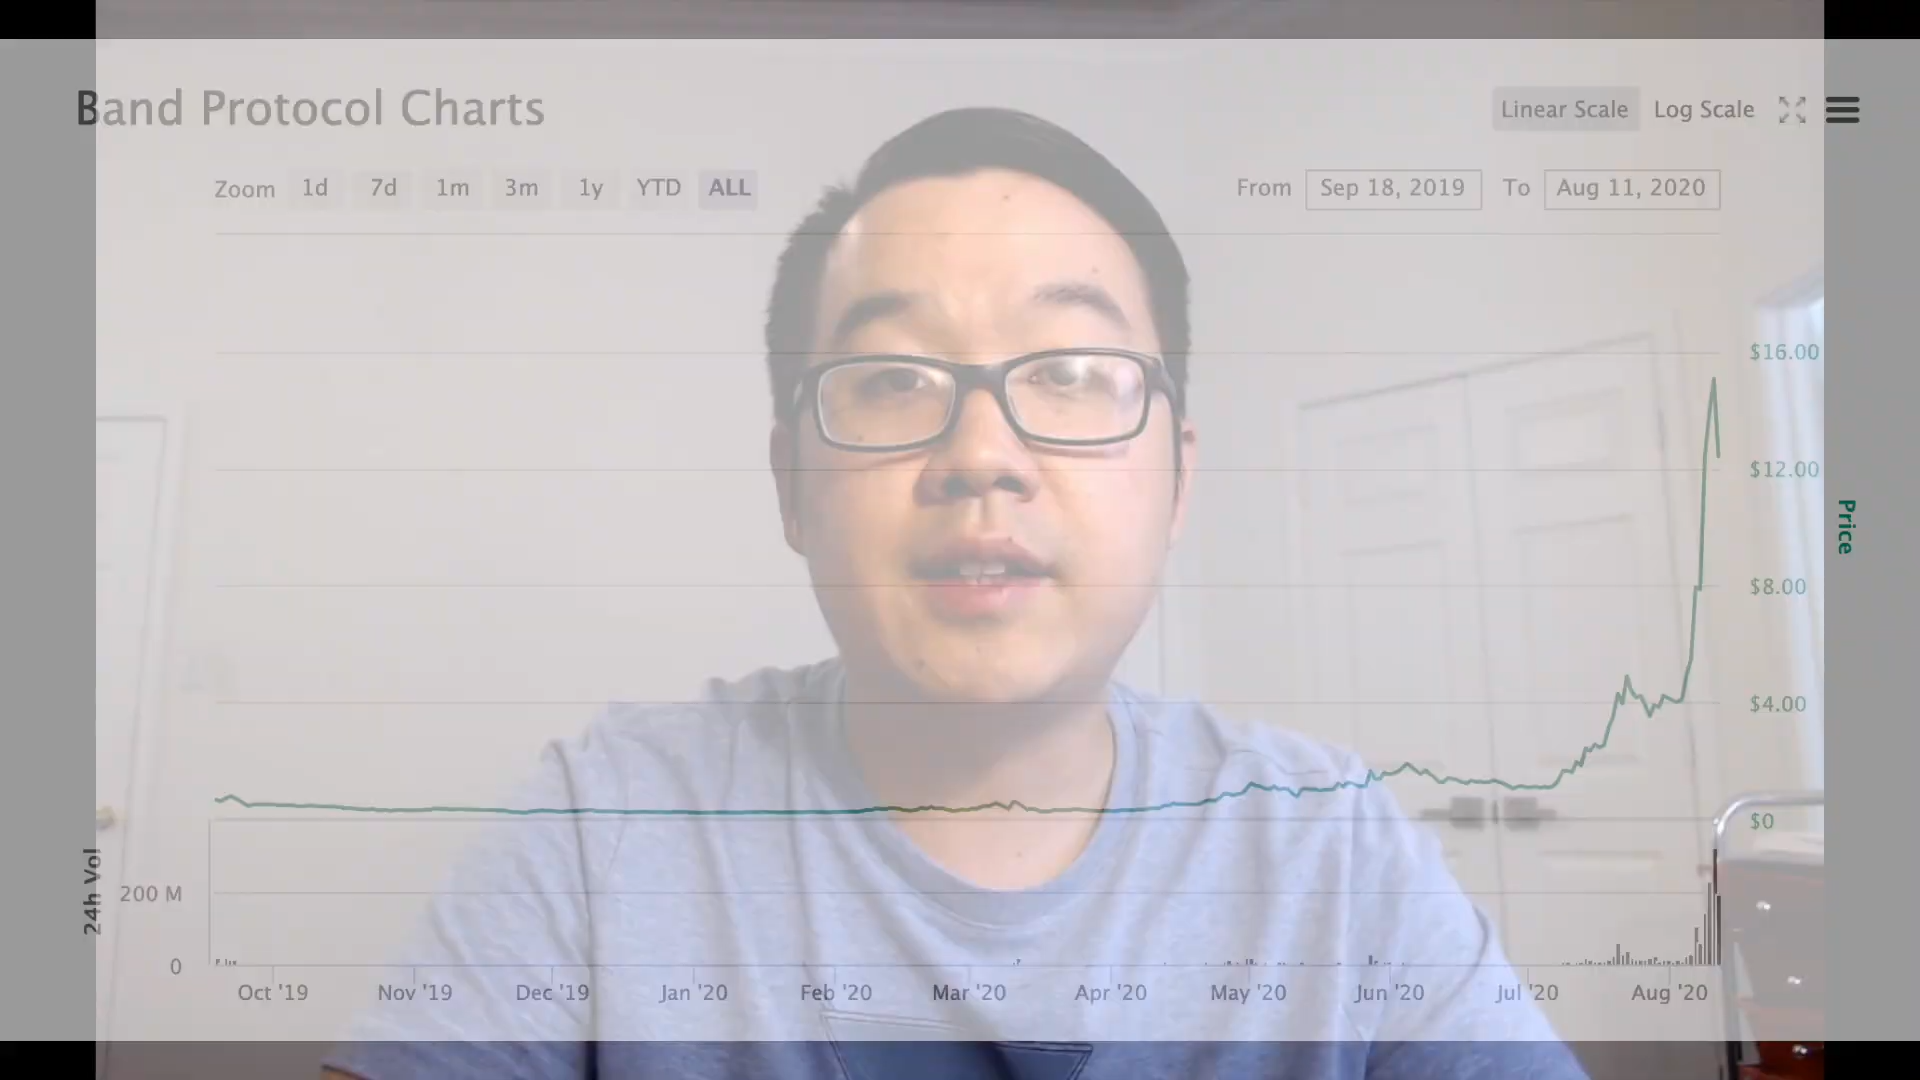 Band Protocol Charts
Linear Scale Log Scale
Zoom 1d 7d 1m 3m 1y YTD ALL
From Sep 18, 2019 To Aug 11, 2020
$16.00
$12.00
$8.00
$4.00
$0
Price
24h Vol
200 M
0
Oct '19 Nov '19 Dec '19 Jan '20 Feb '20 Mar '20 Apr '20 May '20 Jun '20 Jul '20 Aug '20